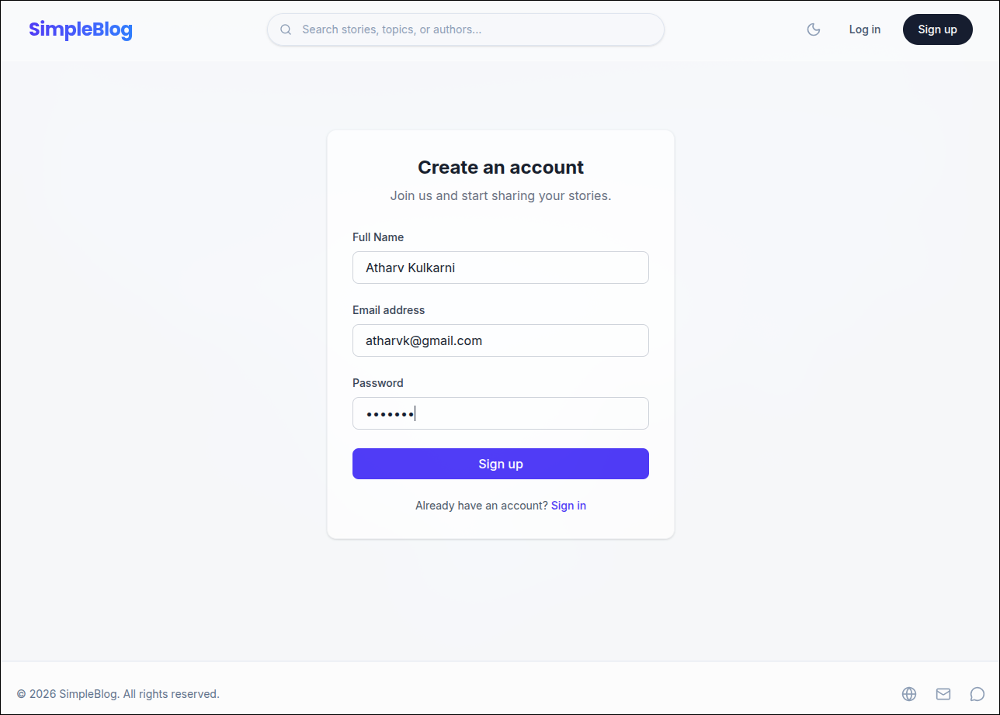 SimpleBlog
Search stories, topics, or authors...
Log in
Sign up
Create an account
Join us and start sharing your stories.
Full Name
Atharv Kulkarni
Email address
atharvk@gmail.com
Password
•••••••
Sign up
Already have an account? Sign in
© 2026 SimpleBlog. All rights reserved.